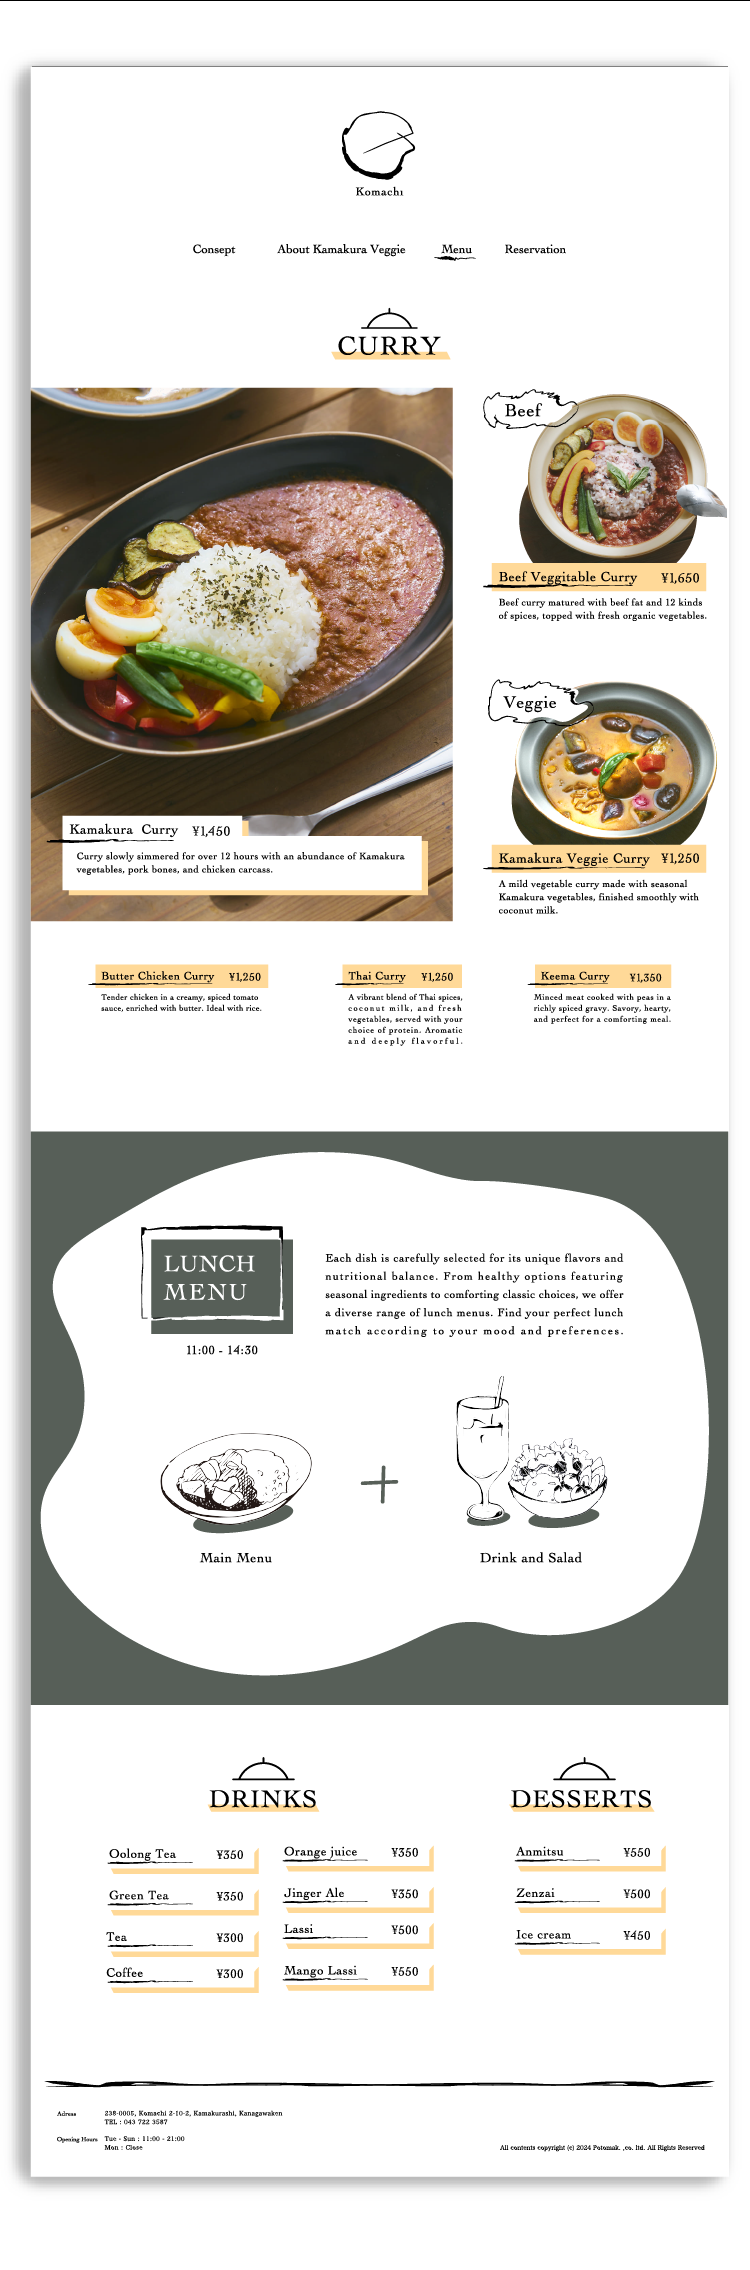 Komachi
Consept
About Kamakura Veggie
Menu
Reservation
CURRY
Kamakura Curry ¥1,450
Curry slowly simmered for over 12 hours with an abundance of Kamakura
vegetables, pork bones, and chicken carcass.
Beef
Beef Veggitable Curry ¥1,650
Beef curry matured with beef fat and 12 kinds
of spices, topped with fresh organic vegetables.
Veggie
Kamakura Veggie Curry ¥1,250
A mild vegetable curry made with seasonal
Kamakura vegetables, finished smoothly with
coconut milk.
Butter Chicken Curry ¥1,250
Tender chicken in a creamy, spiced tomato
sauce, enriched with butter. Ideal with rice.
Thai Curry ¥1,250
A vibrant blend of Thai spices,
coconut milk, and fresh
vegetables, served with your
choice of protein. Aromatic
and deeply flavorful.
Keema Curry ¥1,350
Minced meat cooked with peas in a
richly spiced gravy. Savory, hearty,
and perfect for a comforting meal.
LUNCH
MENU
11:00 - 14:30
Each dish is carefully selected for its unique flavors and
nutritional balance. From healthy options featuring
seasonal ingredients to comforting classic choices, we offer
a diverse range of lunch menus. Find your perfect lunch
match according to your mood and preferences.
Main Menu
Drink and Salad
DRINKS
Oolong Tea ¥350
Green Tea ¥350
Tea ¥300
Coffee ¥300
Orange juice ¥350
Jinger Ale ¥350
Lassi ¥500
Mango Lassi ¥550
DESSERTS
Anmitsu ¥550
Zenzai ¥500
Ice cream ¥450
Adress 238-0005, Komachi 2-10-2, Kamakurashi, Kanagawaken
TEL : 043 722 3587
Opening Hours Tue - Sun : 11:00 - 21:00
Mon : Close
All contents copyright (c) 2024 Potomak. ,co. ltd. All Rights Reserved